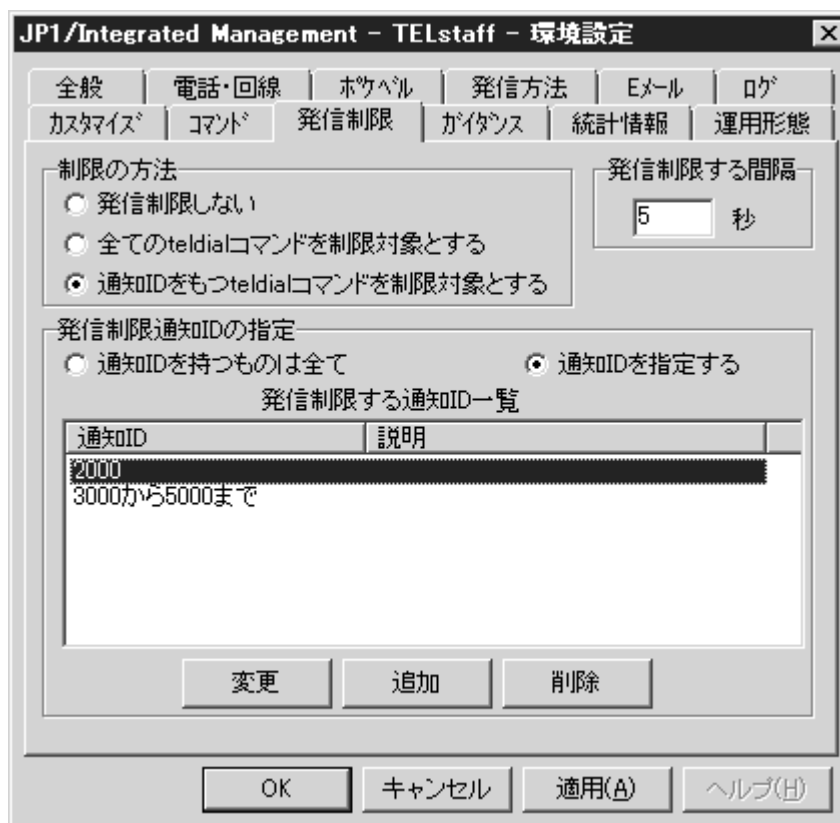 JP1/Integrated Management - TELstaff - 環境設定
全般 電話・回線 ﾎﾟｹﾍﾞﾙ 発信方法 Eﾒｰﾙ ﾛｸﾞ
ｶｽﾀﾏｲｽﾞ ｺﾏﾝﾄﾞ 発信制限 ｶﾞｲﾀﾞﾝｽ 統計情報 運用形態
制限の方法 発信制限する間隔
発信制限しない
5 秒
全てのteldialコマンドを制限対象とする
通知IDをもつteldialコマンドを制限対象とする
発信制限通知IDの指定
通知IDを持つものは全て 通知IDを指定する
発信制限する通知ID一覧
通知ID 説明
2000
3000から5000まで
変更 追加 削除
OK キャンセル 適用(A) ヘルプ(H)